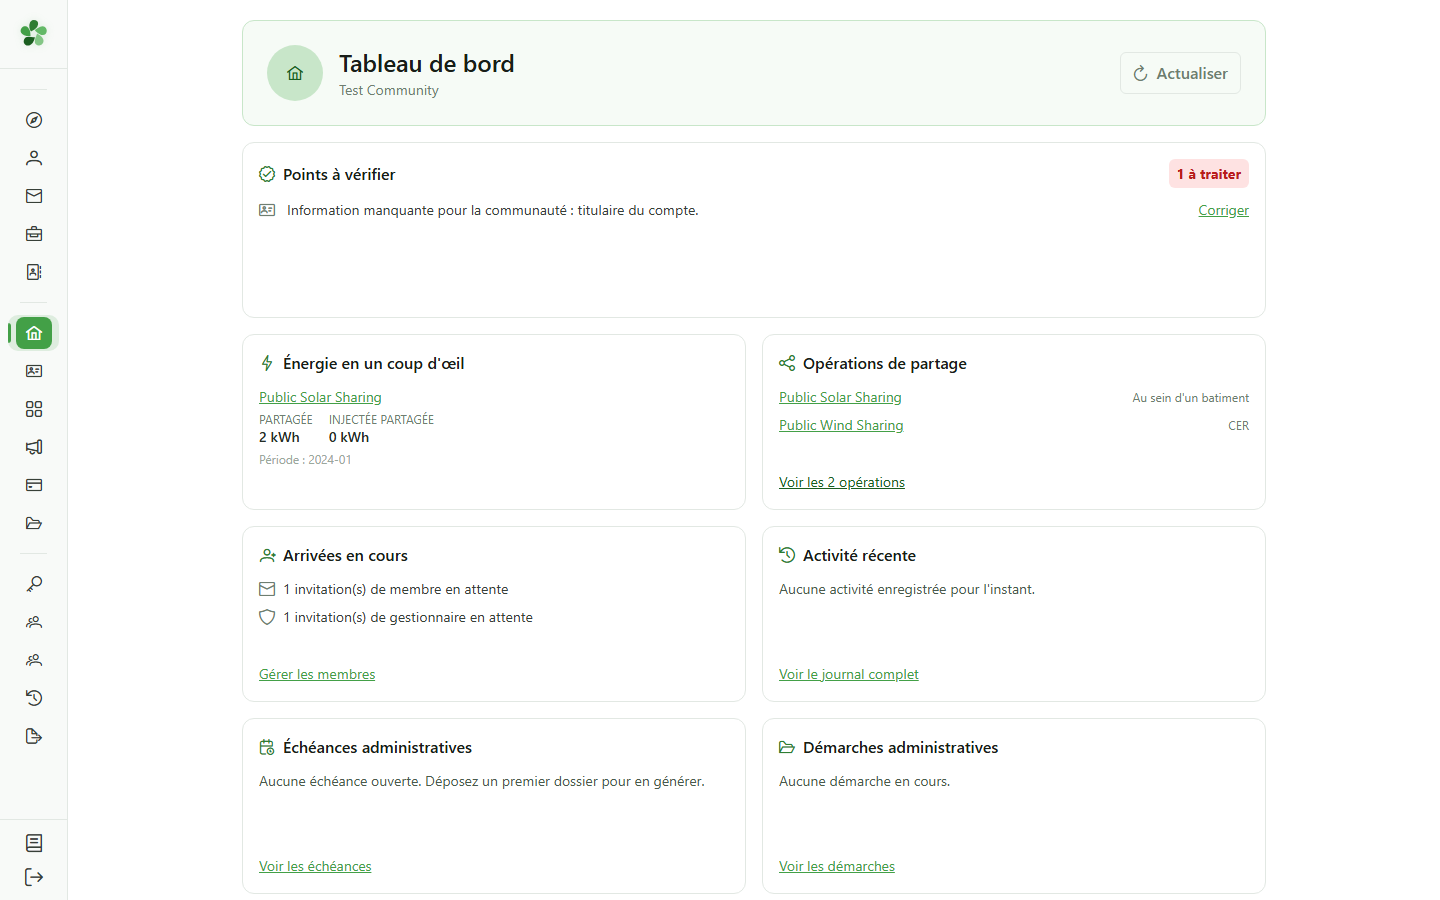 Tableau de bord
Test Community
Actualiser
Points à vérifier
1 à traiter
Information manquante pour la communauté : titulaire du compte.
Corriger
Énergie en un coup d'œil
Public Solar Sharing
PARTAGÉE INJECTÉE PARTAGÉE
2 kWh 0 kWh
Période : 2024-01
Opérations de partage
Public Solar Sharing Au sein d'un batiment
Public Wind Sharing CER
Voir les 2 opérations
Arrivées en cours
1 invitation(s) de membre en attente
1 invitation(s) de gestionnaire en attente
Gérer les membres
Activité récente
Aucune activité enregistrée pour l'instant.
Voir le journal complet
Échéances administratives
Aucune échéance ouverte. Déposez un premier dossier pour en générer.
Voir les échéances
Démarches administratives
Aucune démarche en cours.
Voir les démarches